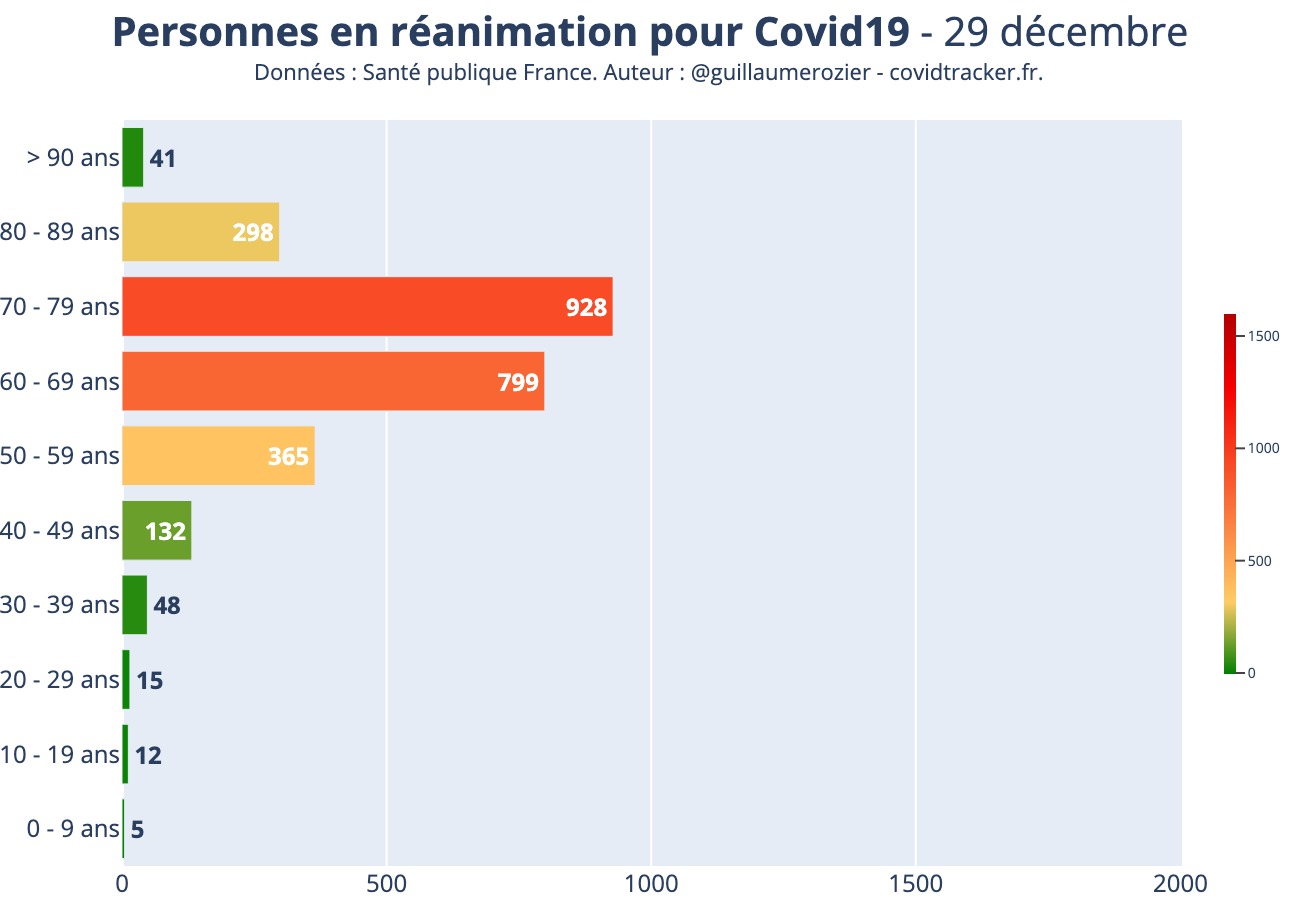 Personnes en réanimation pour Covid19 - 29 décembre
Données : Santé publique France. Auteur : @guillaumerozier - covidtracker.fr.
> 90 ans 41
80 - 89 ans 298
70 - 79 ans 928
60 - 69 ans 799
50 - 59 ans 365
40 - 49 ans 132
30 - 39 ans 48
20 - 29 ans 15
10 - 19 ans 12
0 - 9 ans 5
0 500 1000 1500 2000
1500
1000
500
0